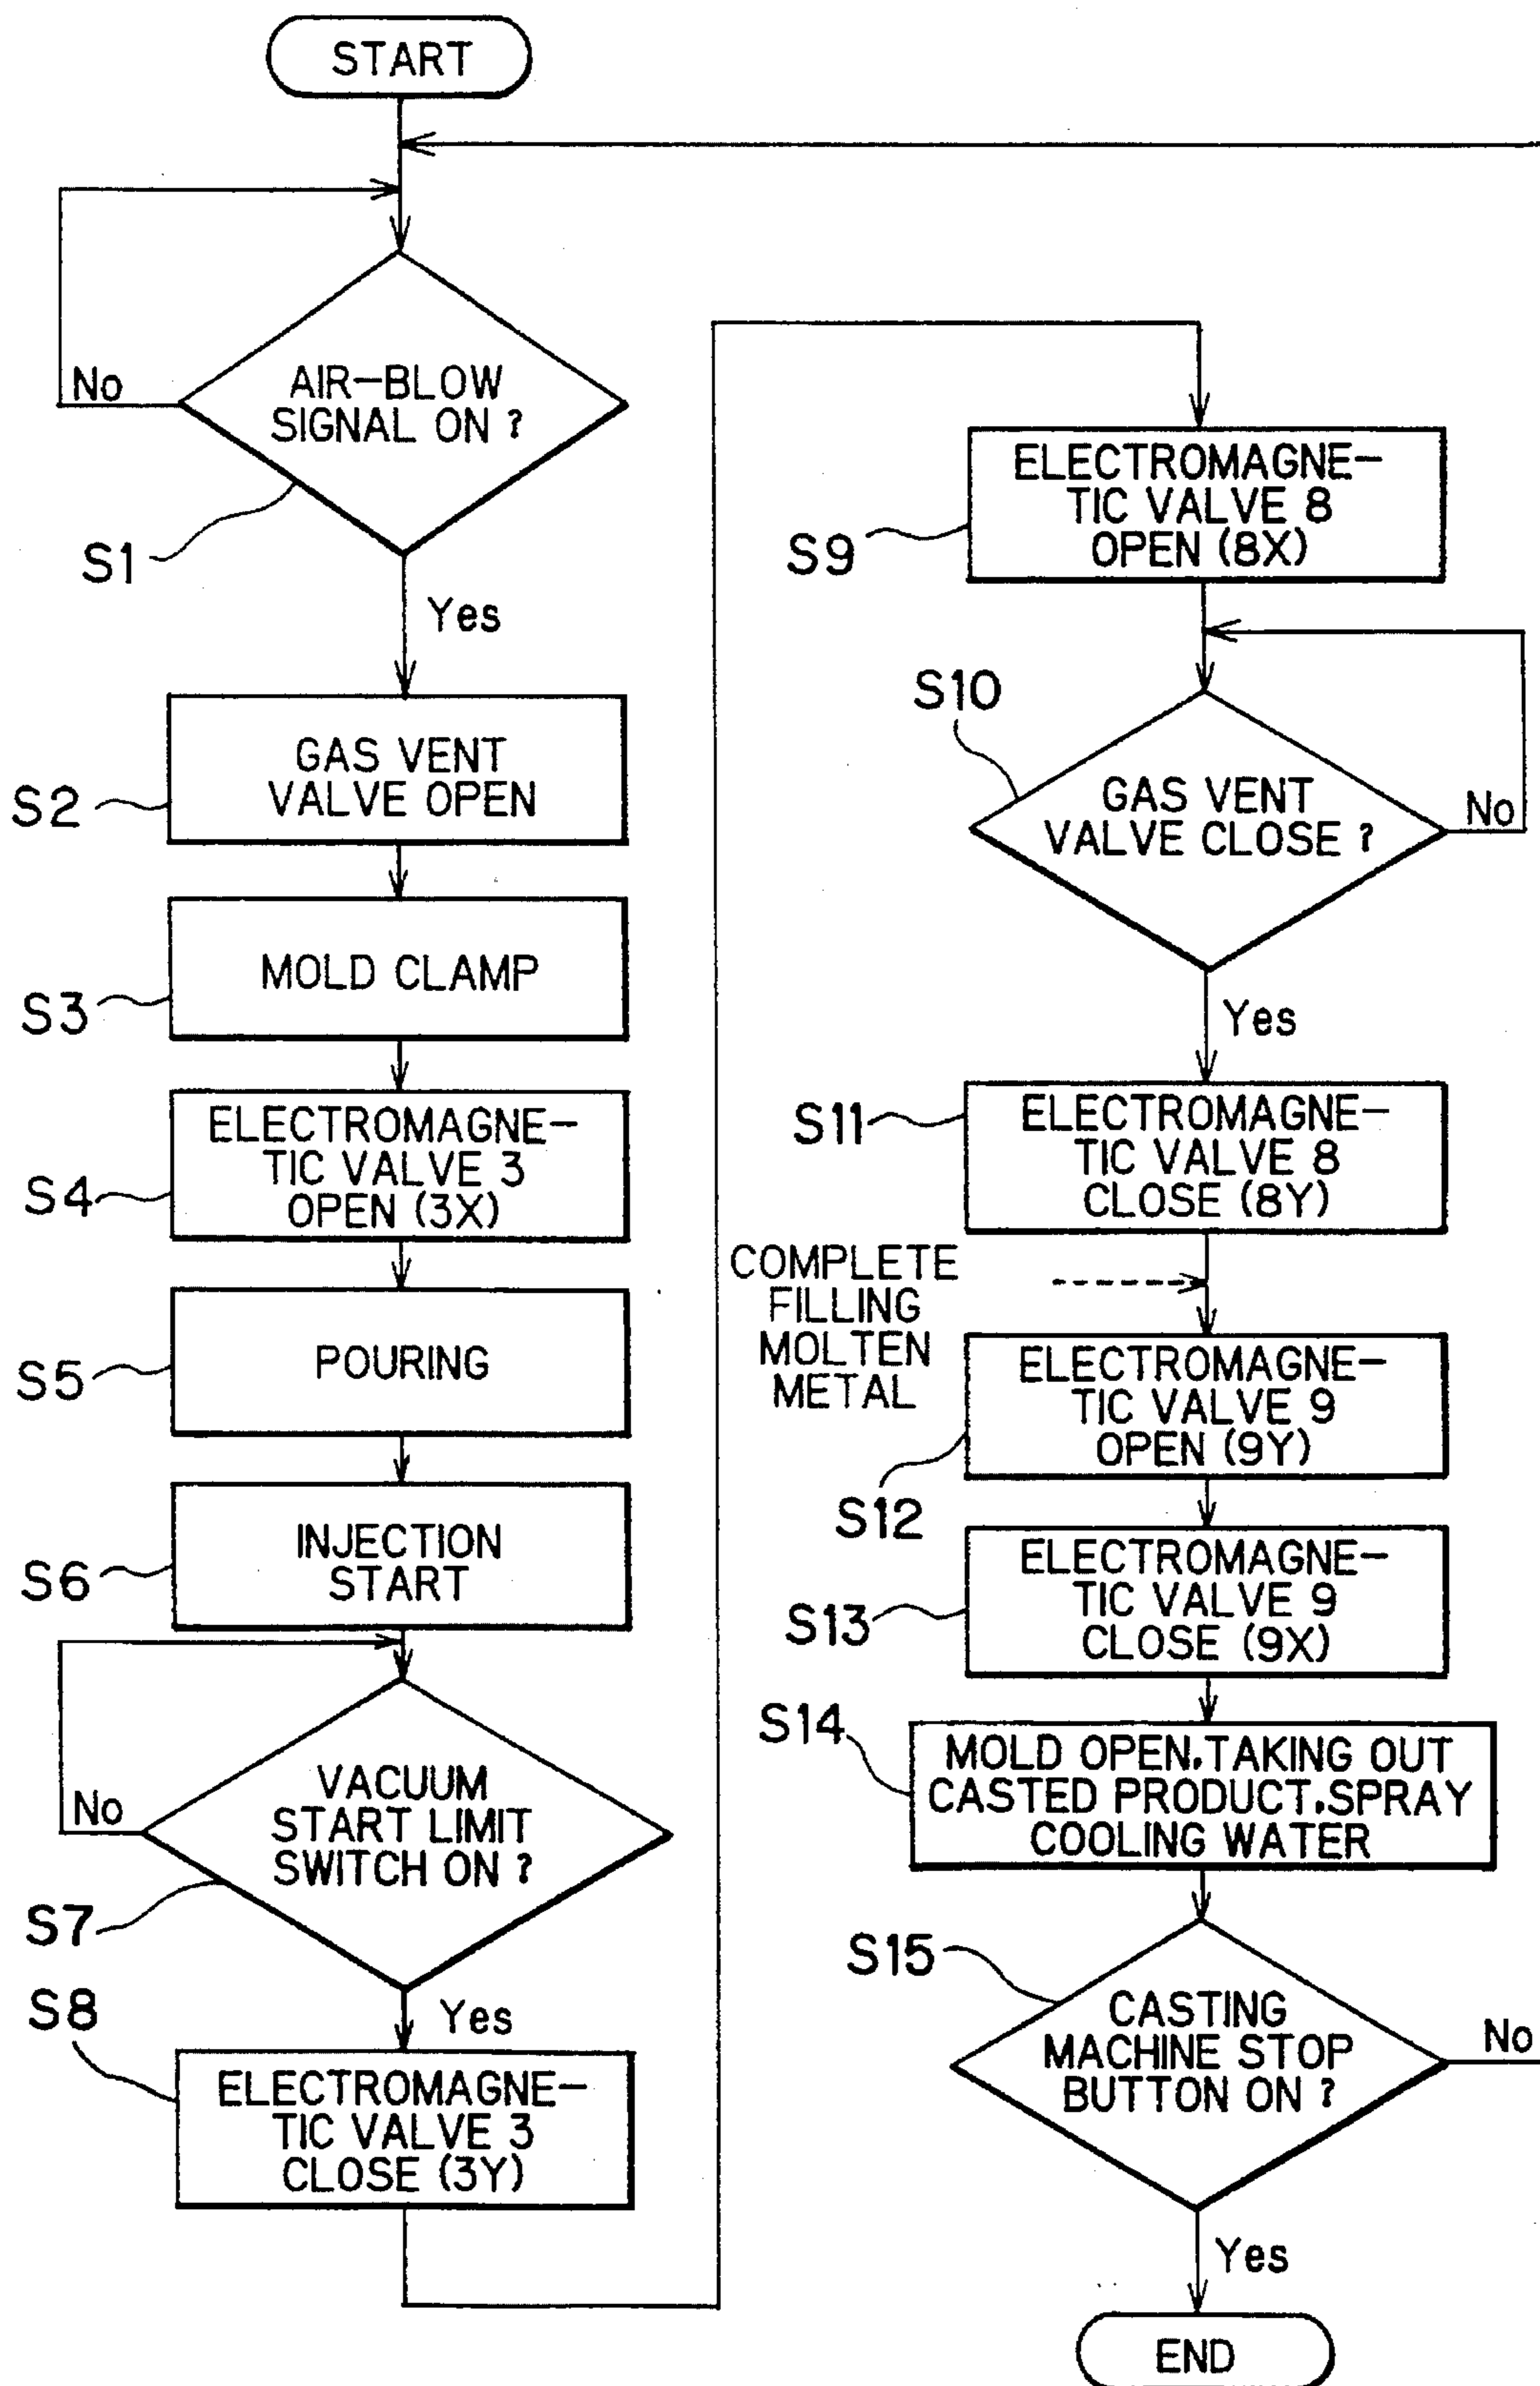 START
No
AIR-BLOW
SIGNAL ON ?
S1
Yes
GAS VENT
VALVE OPEN
S2
MOLD CLAMP
S3
ELECTROMAGNE-
TIC VALVE 3
OPEN (3X)
S4
POURING
S5
INJECTION
START
S6
No
VACUUM
START LIMIT
SWITCH ON ?
S7
Yes
S8
ELECTROMAGNE-
TIC VALVE 3
CLOSE (3Y)
ELECTROMAGNE-
TIC VALVE 8
OPEN (8X)
S9
S10
GAS VENT
VALVE CLOSE ?
No
Yes
S11
ELECTROMAGNE-
TIC VALVE 8
CLOSE (8Y)
COMPLETE
FILLING
MOLTEN
METAL
ELECTROMAGNE-
TIC VALVE 9
OPEN (9Y)
S12
ELECTROMAGNE-
TIC VALVE 9
CLOSE (9X)
S13
S14
MOLD OPEN,TAKING OUT
CASTED PRODUCT,SPRAY
COOLING WATER
S15
CASTING
MACHINE STOP
BUTTON ON ?
No
Yes
END